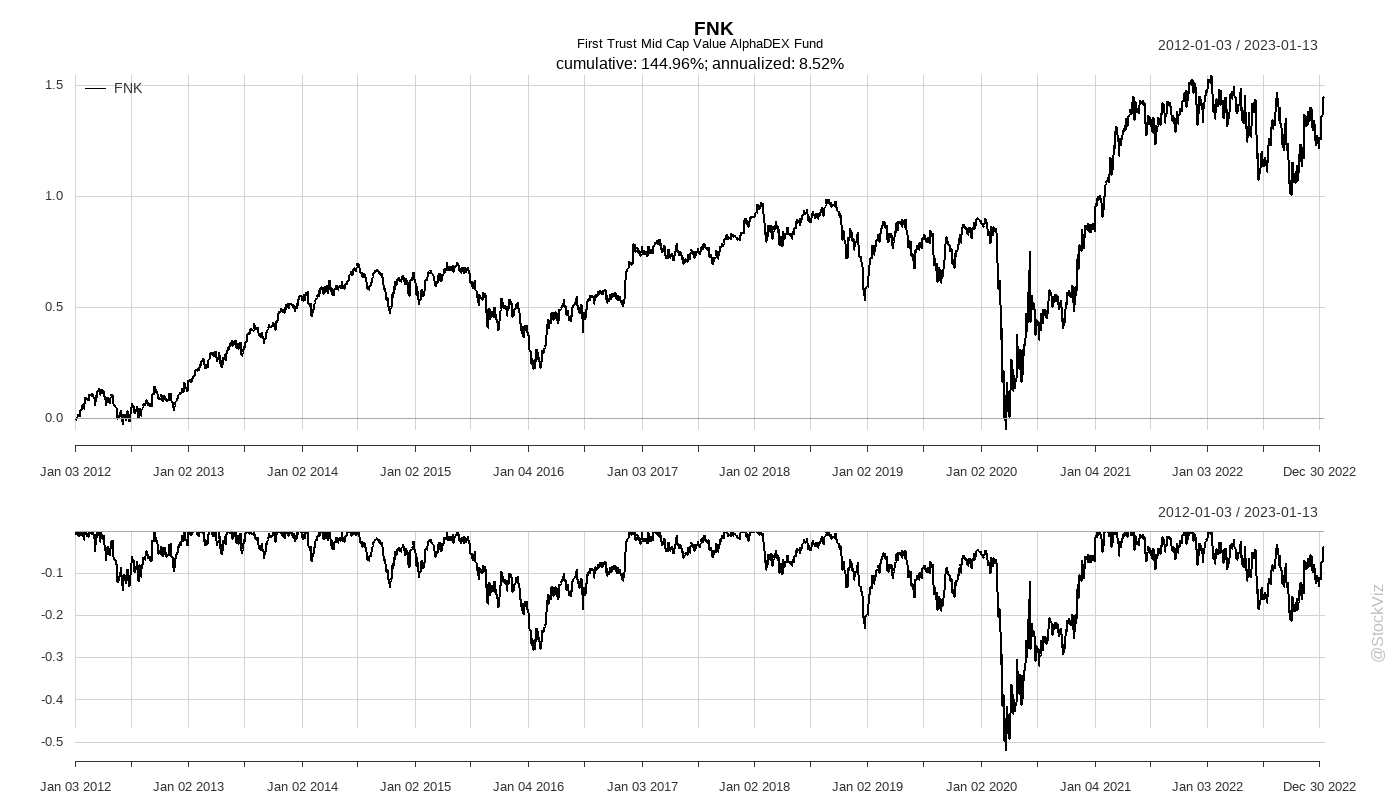 FNK
First Trust Mid Cap Value AlphaDEX Fund
2012-01-03 / 2023-01-13
cumulative: 144.96%; annualized: 8.52%
FNK
1.5
1.0
0.5
0.0
Jan 03 2012 Jan 02 2013 Jan 02 2014 Jan 02 2015 Jan 04 2016 Jan 03 2017 Jan 02 2018 Jan 02 2019 Jan 02 2020 Jan 04 2021 Jan 03 2022 Dec 30 2022
2012-01-03 / 2023-01-13
-0.1
-0.2
-0.3
-0.4
-0.5
Jan 03 2012 Jan 02 2013 Jan 02 2014 Jan 02 2015 Jan 04 2016 Jan 03 2017 Jan 02 2018 Jan 02 2019 Jan 02 2020 Jan 04 2021 Jan 03 2022 Dec 30 2022
@StockViz